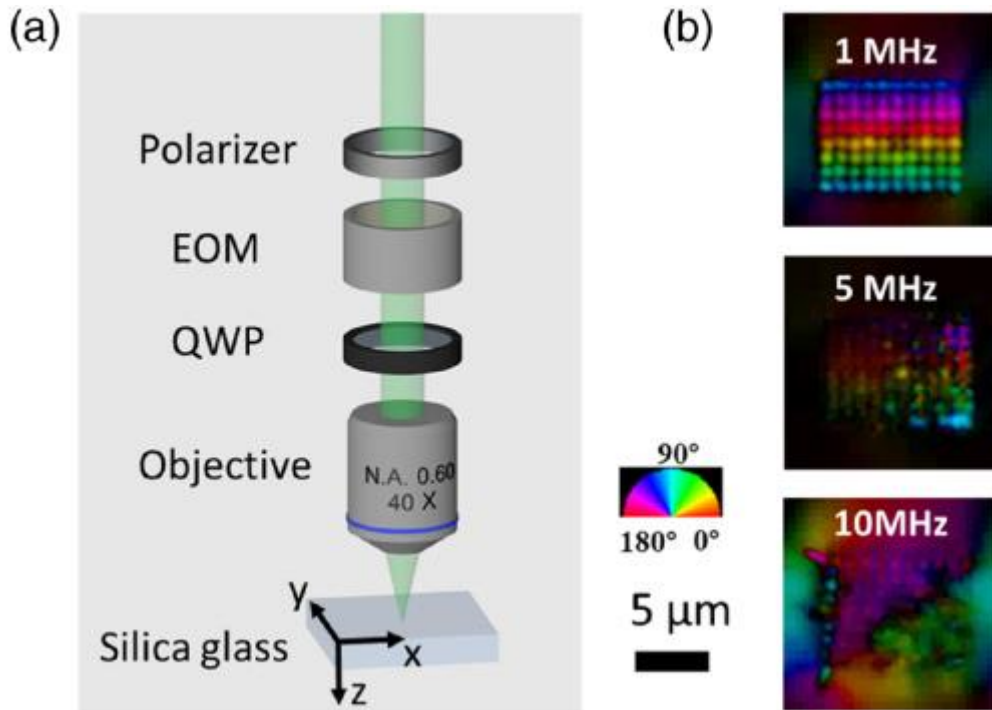 (a)
Polarizer
EOM
QWP
Objective
N.A. 0.60
40 X
y
x
z
Silica glass
(b)
1 MHz
5 MHz
10MHz
90°
180° 0°
5 μm